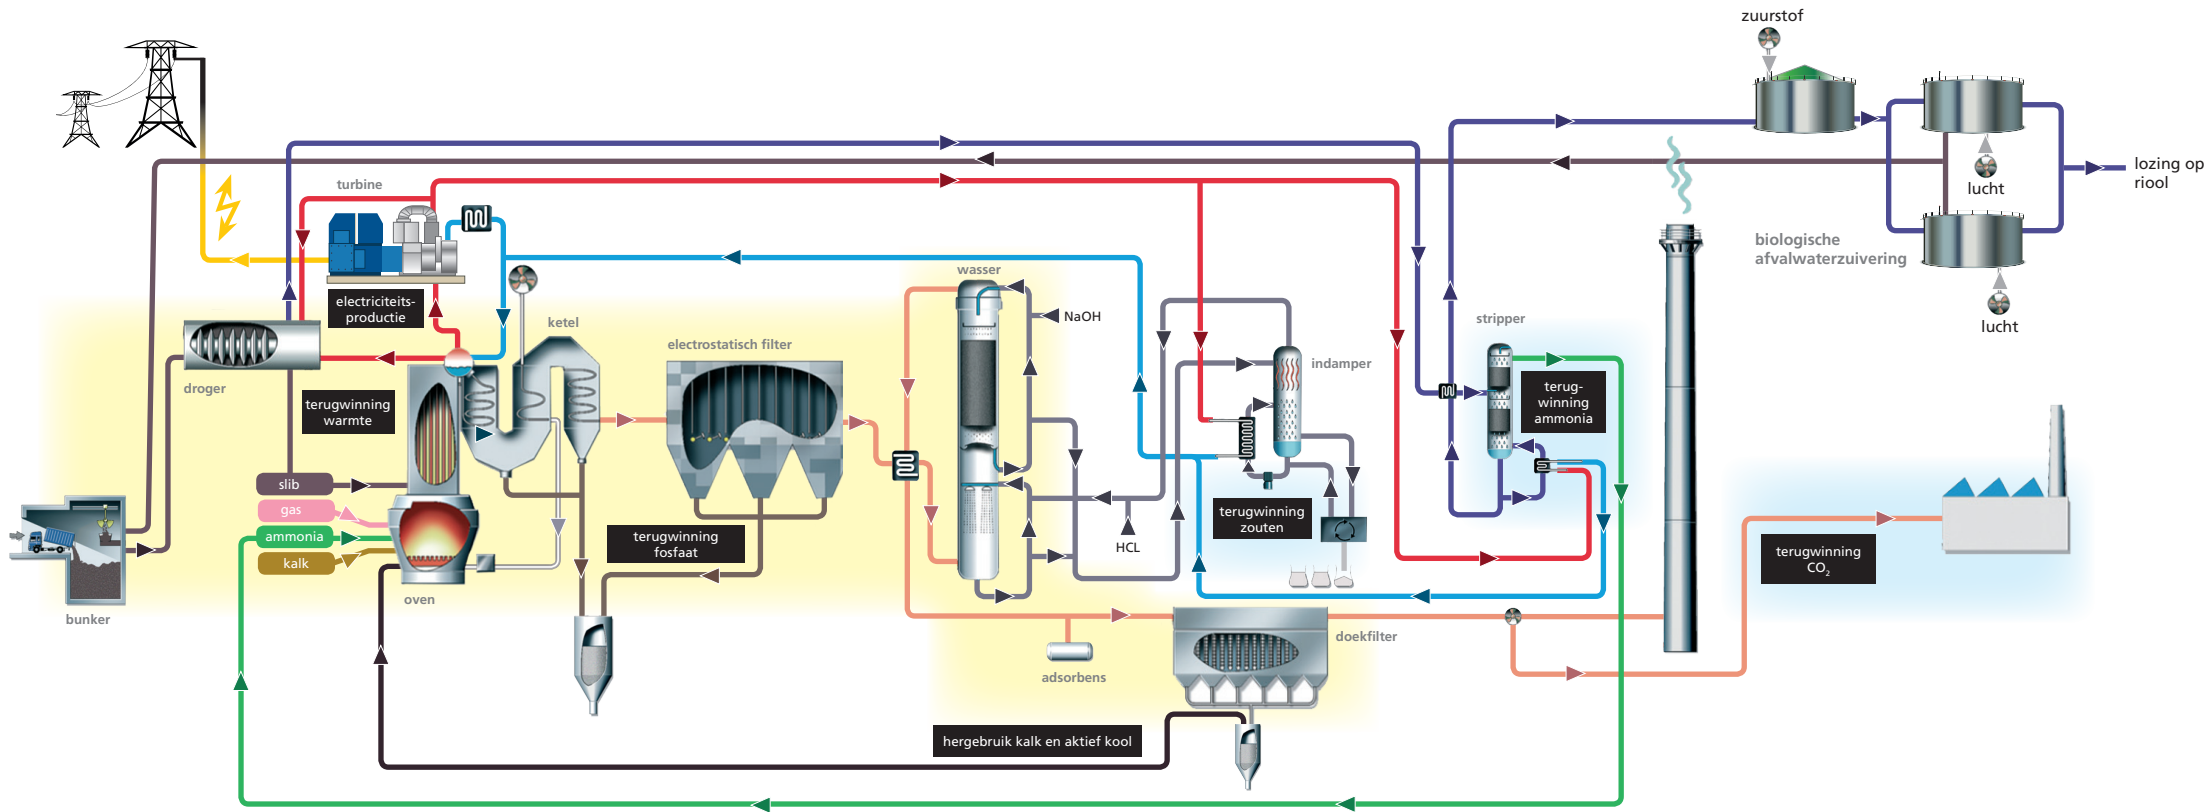 zuurstof
lucht
lozing op
riool
lucht
biologische
afvalwaterzuivering
turbine
electriciteits-
productie
wasser
NaOH
ketel
electrostatisch filter
droger
terugwinning
warmte
indamper
stripper
terug-
winning
ammonia
slib
gas
ammonia
kalk
oven
bunker
terugwinning
fosfaat
HCL
terugwinning
zouten
terugwinning
CO2
adsorbens
doekfilter
hergebruik kalk en aktief kool